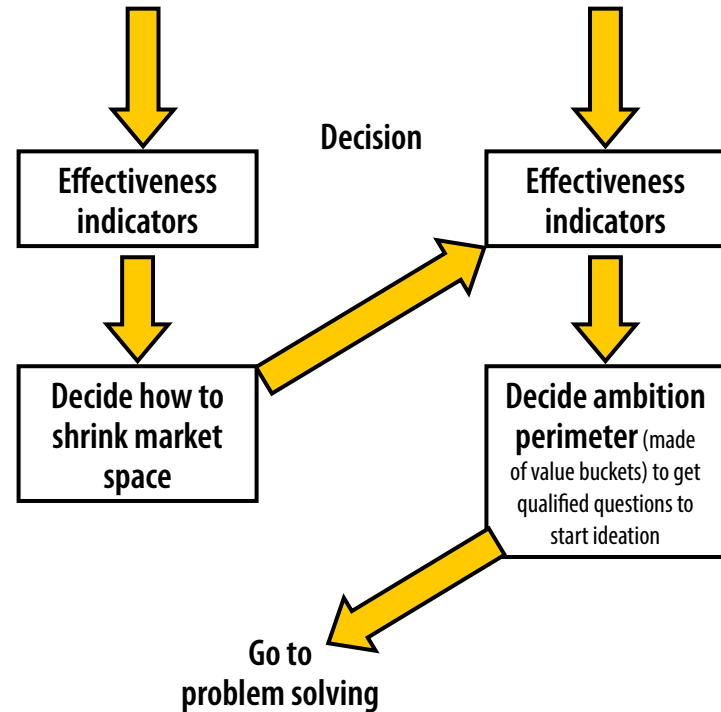 Decision
Effectiveness
indicators
Effectiveness
indicators
Decide how to
shrink market
space
Decide ambition
perimeter (made
of value buckets) to get
qualified questions to
start ideation
Go to
problem solving